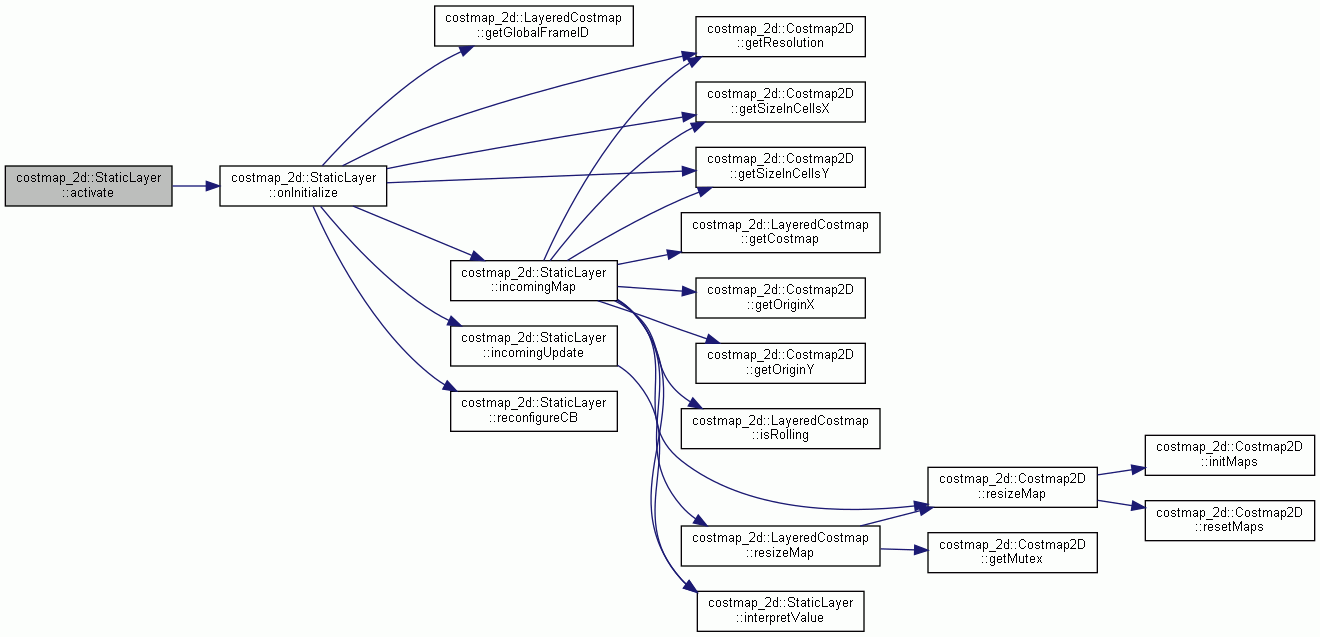 costmap_2d::LayeredCostmap
::getGlobalFrameID
costmap_2d::Costmap2D
::getResolution
costmap_2d::Costmap2D
::getSizeInCellsX
costmap_2d::Costmap2D
::getSizeInCellsY
costmap_2d::StaticLayer
::activate
costmap_2d::StaticLayer
::onInitialize
costmap_2d::LayeredCostmap
::getCostmap
costmap_2d::StaticLayer
::incomingMap
costmap_2d::Costmap2D
::getOriginX
costmap_2d::StaticLayer
::incomingUpdate
costmap_2d::Costmap2D
::getOriginY
costmap_2d::StaticLayer
::reconfigureCB
costmap_2d::LayeredCostmap
::isRolling
costmap_2d::Costmap2D
::initMaps
costmap_2d::Costmap2D
::resizeMap
costmap_2d::Costmap2D
::resetMaps
costmap_2d::LayeredCostmap
::resizeMap
costmap_2d::Costmap2D
::getMutex
costmap_2d::StaticLayer
::interpretValue